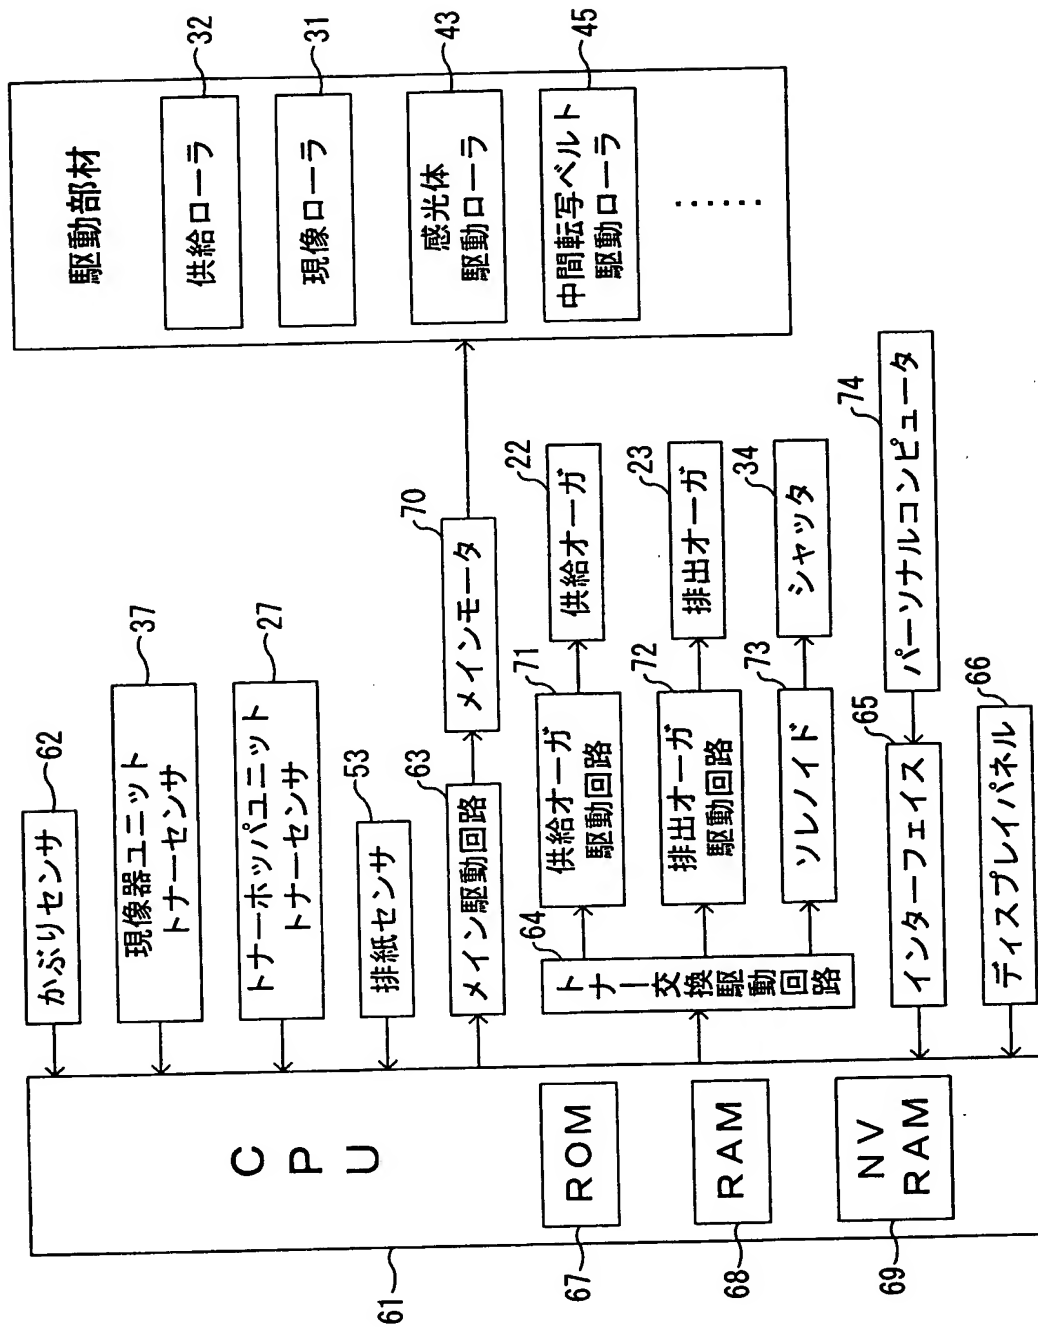 CPU
61
ROM
67
RAM
68
NV
RAM
69
かぶりセンサ
62
現像器ユニット
トナーセンサ
37
トナーホッパユニット
トナーセンサ
27
排紙センサ
53
メイン駆動回路
63
メインモータ
70
駆動部材
供給ローラ
32
現像ローラ
31
感光体
駆動ローラ
43
中間転写ベルト
駆動ローラ
45
……
トナー交換駆動回路
64
供給オーガ
駆動回路
71
供給オーガ
22
排出オーガ
駆動回路
72
排出オーガ
23
ソレノイド
73
シャッタ
34
インターフェイス
65
パーソナルコンピュータ
74
ディスプレイパネル
66